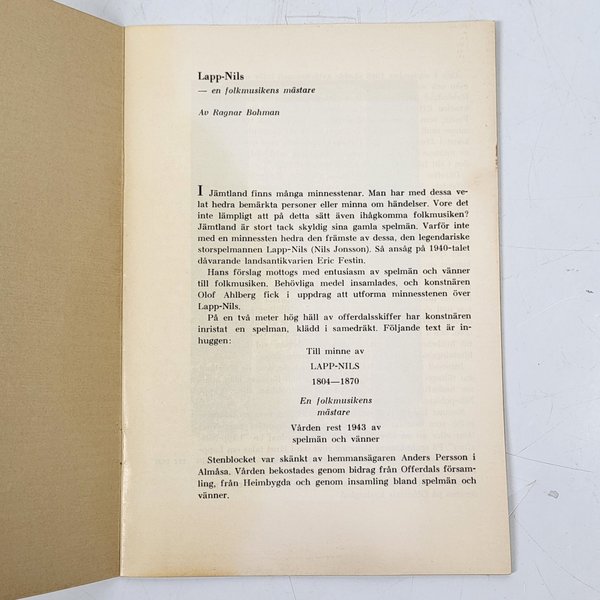 Lapp-Nils
— en folkmusikens mästare
Av Ragnar Bohman
I Jämtland finns många minnesstenar. Man har med dessa ve-
lat hedra bemärkta personer eller minna om händelser. Vore det
inte lämpligt att på detta sätt även ihågkomma folkmusiken?
Jämtland är stort tack skyldig sina gamla spelmän. Varför inte
med en minnessten hedra den främste av dessa, den legendariske
storspelmannen Lapp-Nils (Nils Jonsson). Så ansåg på 1940-talet
dåvarande landsantikvarien Eric Festin.
Hans förslag mottogs med entusiasm av spelmän och vänner
till folkmusiken. Behövliga medel insamlades, och konstnären
Olof Ahlberg fick i uppdrag att utforma minnesstenen över
Lapp-Nils.
På en två meter hög häll av offerdalsskiffer har konstnären
inristat en spelman, klädd i samedräkt. Följande text är in-
huggen:
Till minne av
LAPP-NILS
1804—1870
En folkmusikens
mästare
Vården rest 1943 av
spelmän och vänner
Stenblocket var skänkt av hemmansägaren Anders Persson i
Almåsa. Vården bekostades genom bidrag från Offerdals försam-
ling, från Heimbygda och genom insamling bland spelmän och
vänner.